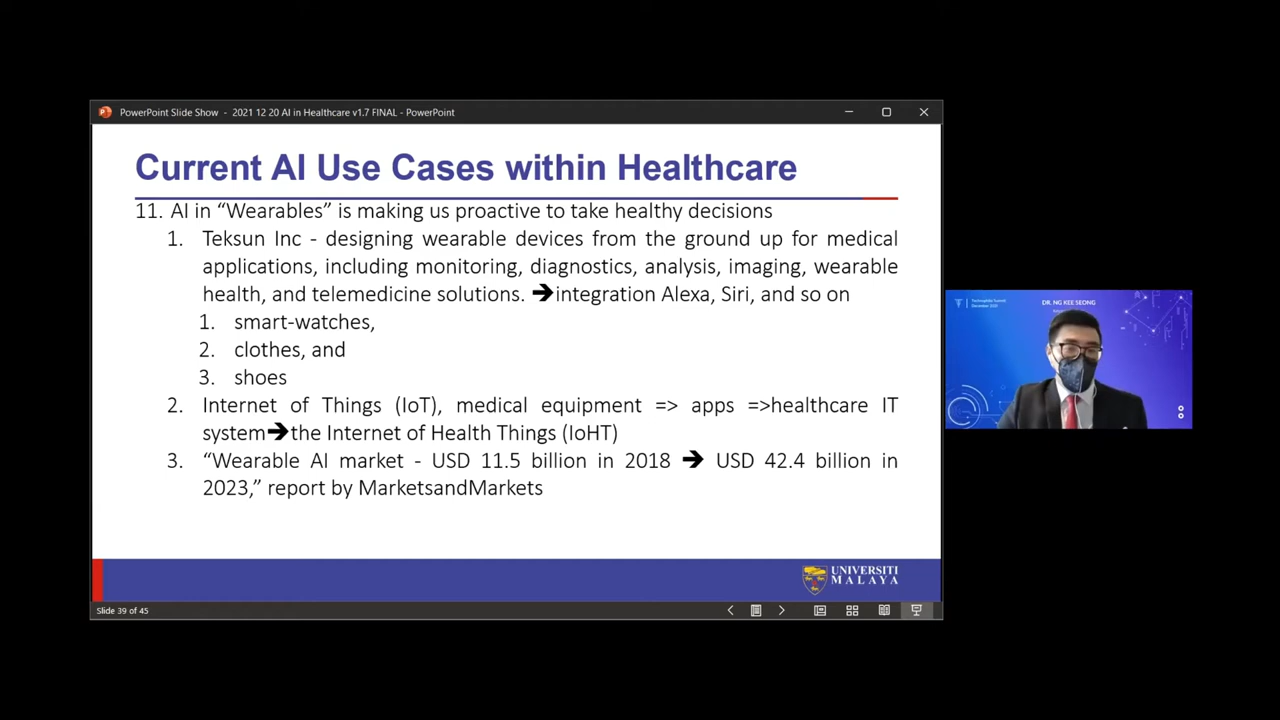 PowerPoint Slide Show - 2021 12 20 AI in Healthcare v1.7 FINAL - PowerPoint
Current AI Use Cases within Healthcare
11. AI in “Wearables” is making us proactive to take healthy decisions
1. Teksun Inc - designing wearable devices from the ground up for medical
applications, including monitoring, diagnostics, analysis, imaging, wearable
health, and telemedicine solutions. ➔integration Alexa, Siri, and so on
1. smart-watches,
2. clothes, and
3. shoes
2. Internet of Things (IoT), medical equipment => apps =>healthcare IT
system➔the Internet of Health Things (IoHT)
3. “Wearable AI market - USD 11.5 billion in 2018 ➔ USD 42.4 billion in
2023,” report by MarketsandMarkets
UNIVERSITI
MALAYA
Slide 39 of 45
DR. NG KEE SEONG